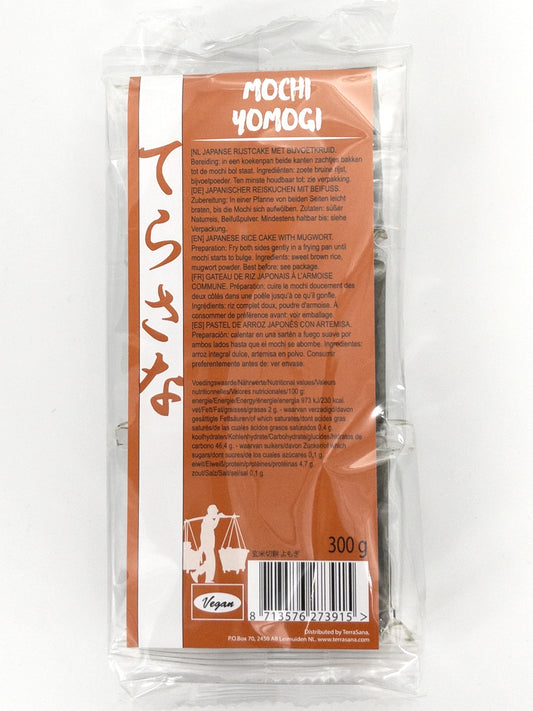 MOCHI
YOMOGI
てらさな
[NL JAPANSE RIJSTCAKE MET BIJVOETKRUID.
Bereiding: in een koekenpan beide kanten zachtjes bakken
tot de mochi bol staat. Ingrediënten: zoete bruine rijst,
bijvoetpoeder. Ten minste houdbaar tot: zie verpakking.
[DE] JAPANISCHER REISKUCHEN MIT BEIFUSS.
Zubereitung: In einer Pfanne von beiden Seiten leicht
braten, bis die Mochi sich aufwölben. Zutaten: süßer
Naturreis, Beifußpulver. Mindestens haltbar bis: siehe
Verpackung.
[EN] JAPANESE RICE CAKE WITH MUGWORT.
Preparation: Fry both sides gently in a frying pan until
mochi starts to bulge. Ingredients: sweet brown rice,
mugwort powder. Best before: see package.
[FR] GATEAU DE RIZ JAPONAIS À L'ARMOISE
COMMUNE. Préparation: cuire le mochi doucement des
deux côtés dans une poêle jusqu'à ce qu'il gonfle.
Ingrédients: riz complet doux, poudre d'armoise. À
consommer de préférence avant: voir emballage.
[ES] PASTEL DE ARROZ JAPONÉS CON ARTEMISA.
Preparación: calentar en una sartén a fuego suave por
ambos lados hasta que el mochi se abombe. Ingredientes:
arroz integral dulce, artemisa en polvo. Consumir
preferentemente antes de: ver envase.
Voedingswaarde/Nährwerte/Nutritional values/Valeurs
nutritionnelles/Valores nutricionales/100 g:
energie/Energie/Energy/énergie/energía 973 kJ/230 kcal,
vet/Fett/Fat/graisses/grasas 2 g. - waarvan verzadigd/davon
gesättigte Fettsäuren/of which saturates/dont acides gras
saturés/de las cuales ácidos grasos saturados 0,4 g,
koolhydraten/Kohlenhydrate/Carbohydrate/glucides/hidratos de
carbono 46,4 g. - waarvan suikers/davon Zucker/of which
sugars/dont sucres/de los cuales azúcares 0,1 g,
eiwit/Eiweiß/protein/protéines/proteínas 4,7 g,
zout/Salz/Salt/sel/sal 0,1 g.
300 g
玄米切餅 よもぎ
Vegan
8 713576 273915 >
Distributed by TerraSana,
P.O.Box 70, 2450 AB Leimuiden NL, www.terrasana.com